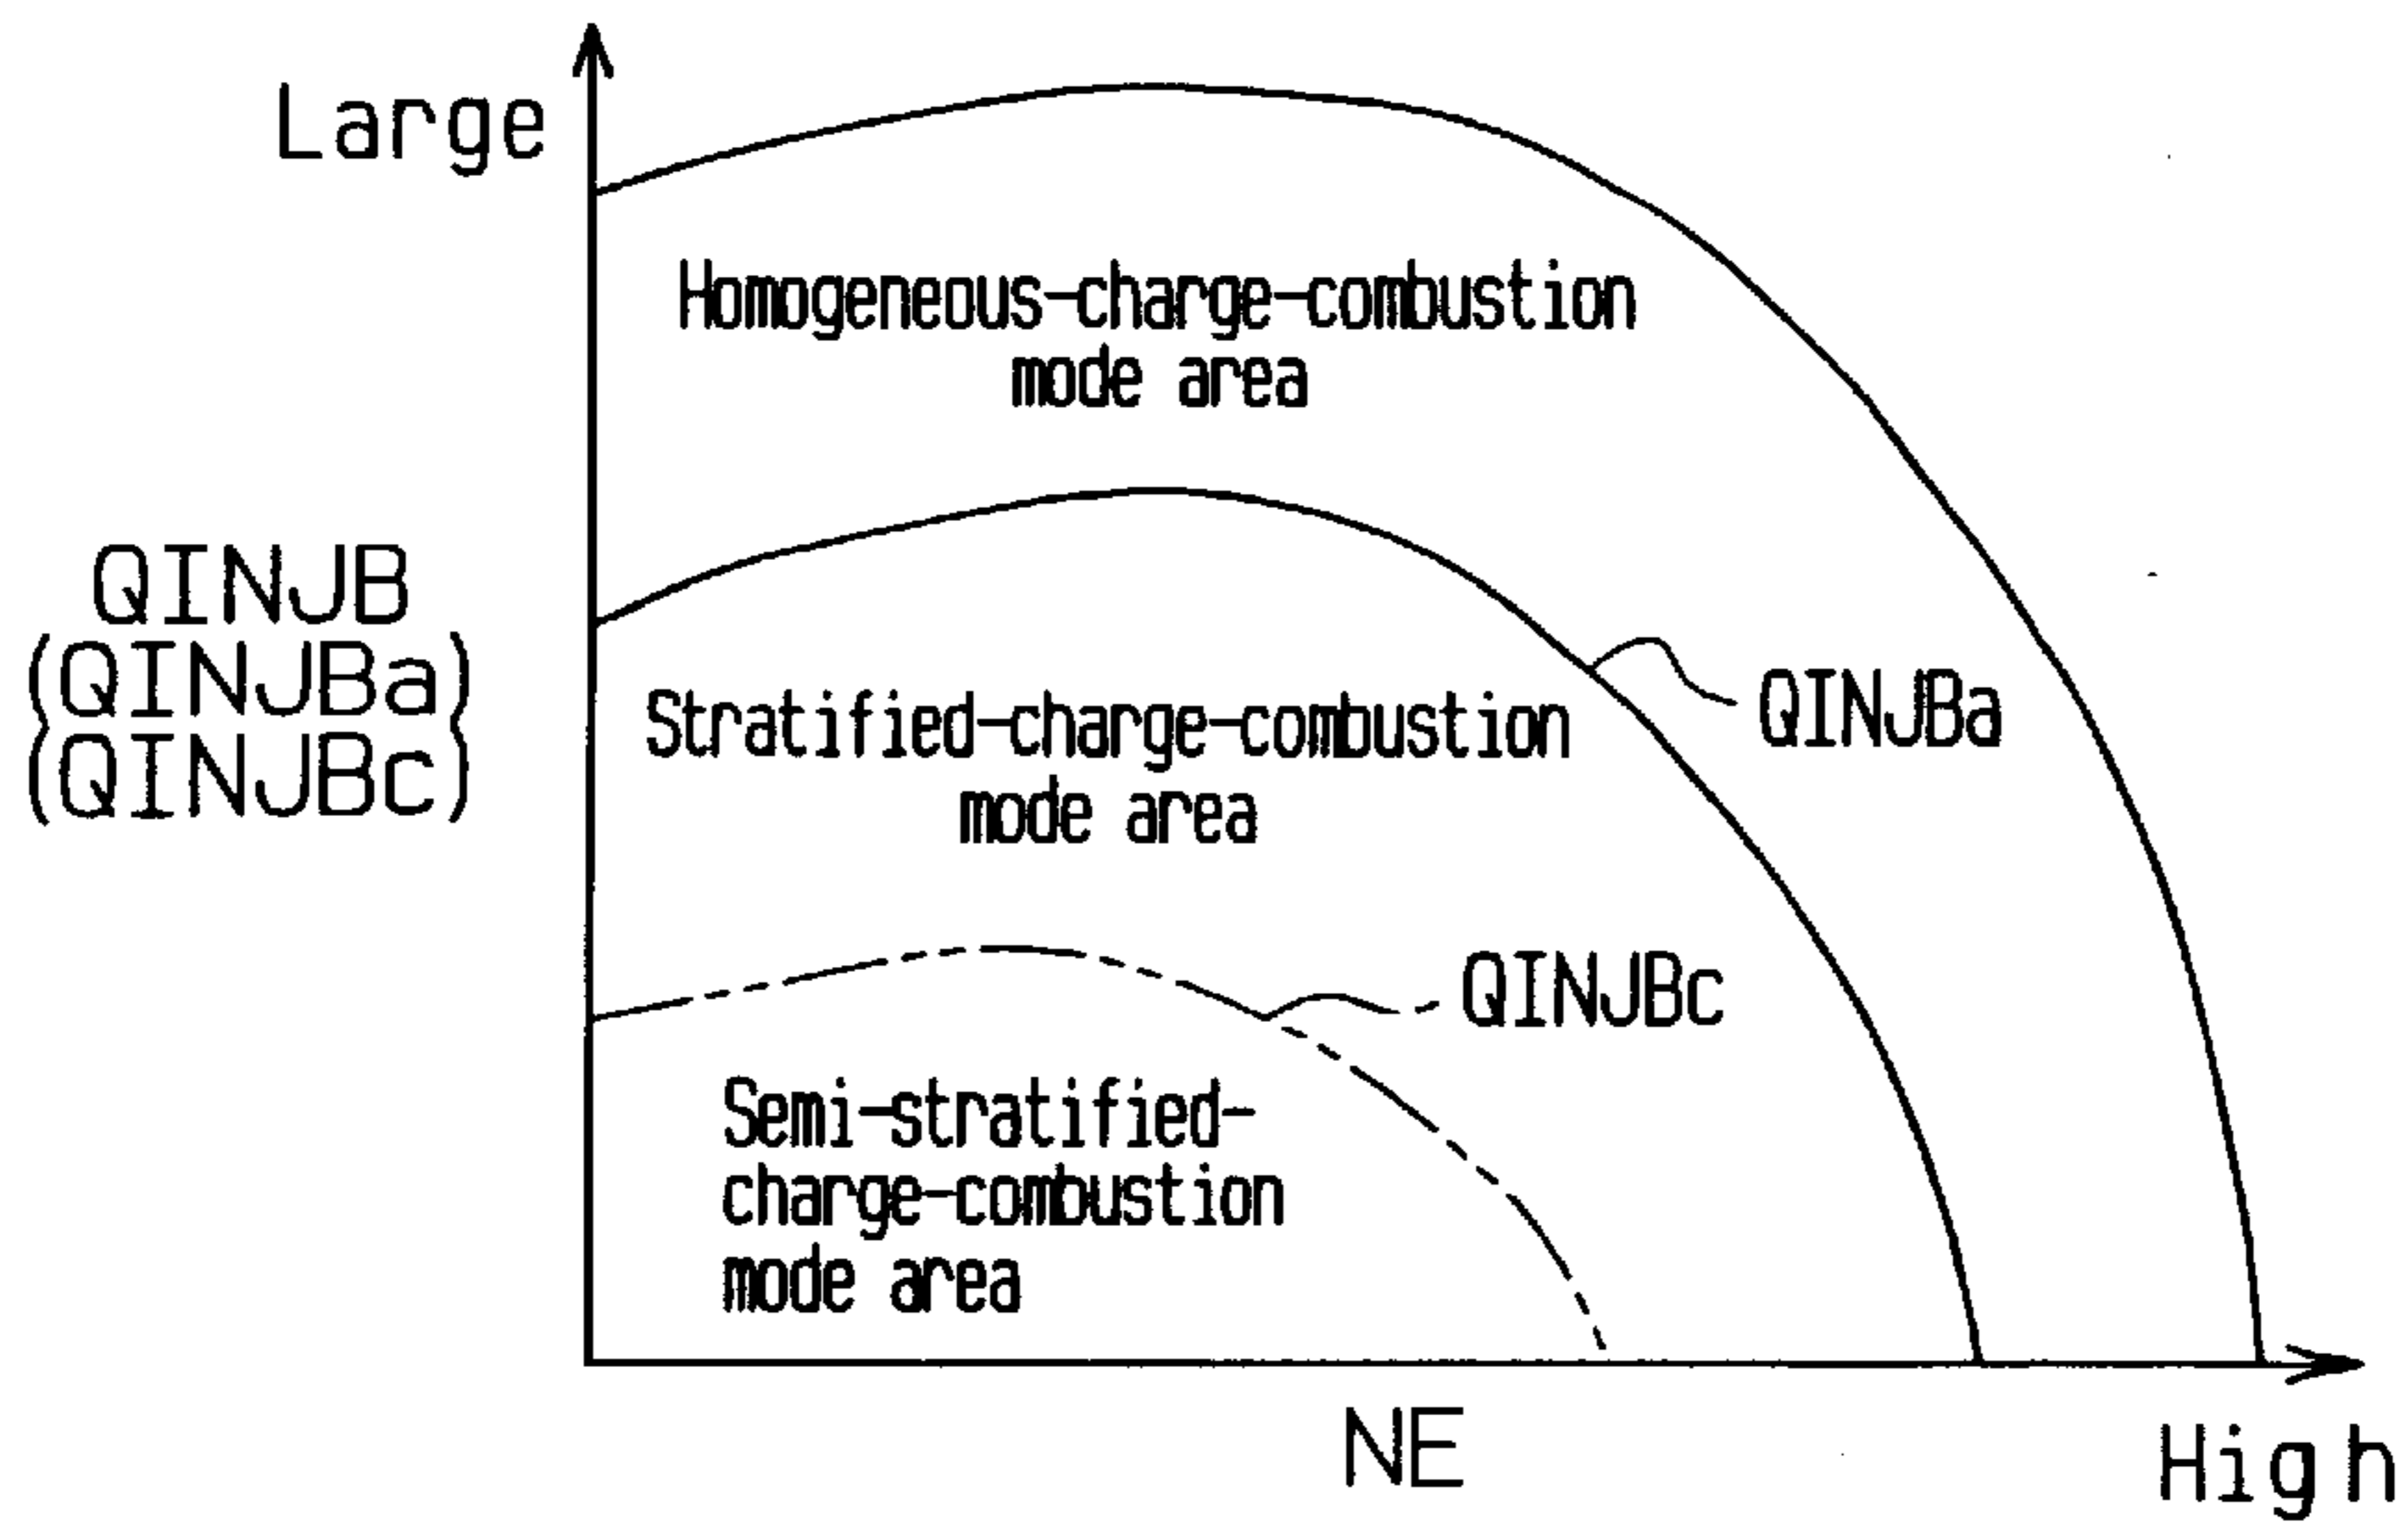 Large
Homogeneous-charge-combustion
mode area
QINJB
(QINJBa)
(QINJBc)
Stratified-charge-combustion
mode area
QINJBa
QINJBc
Semi-stratified-
charge-combustion
mode area
NE
High